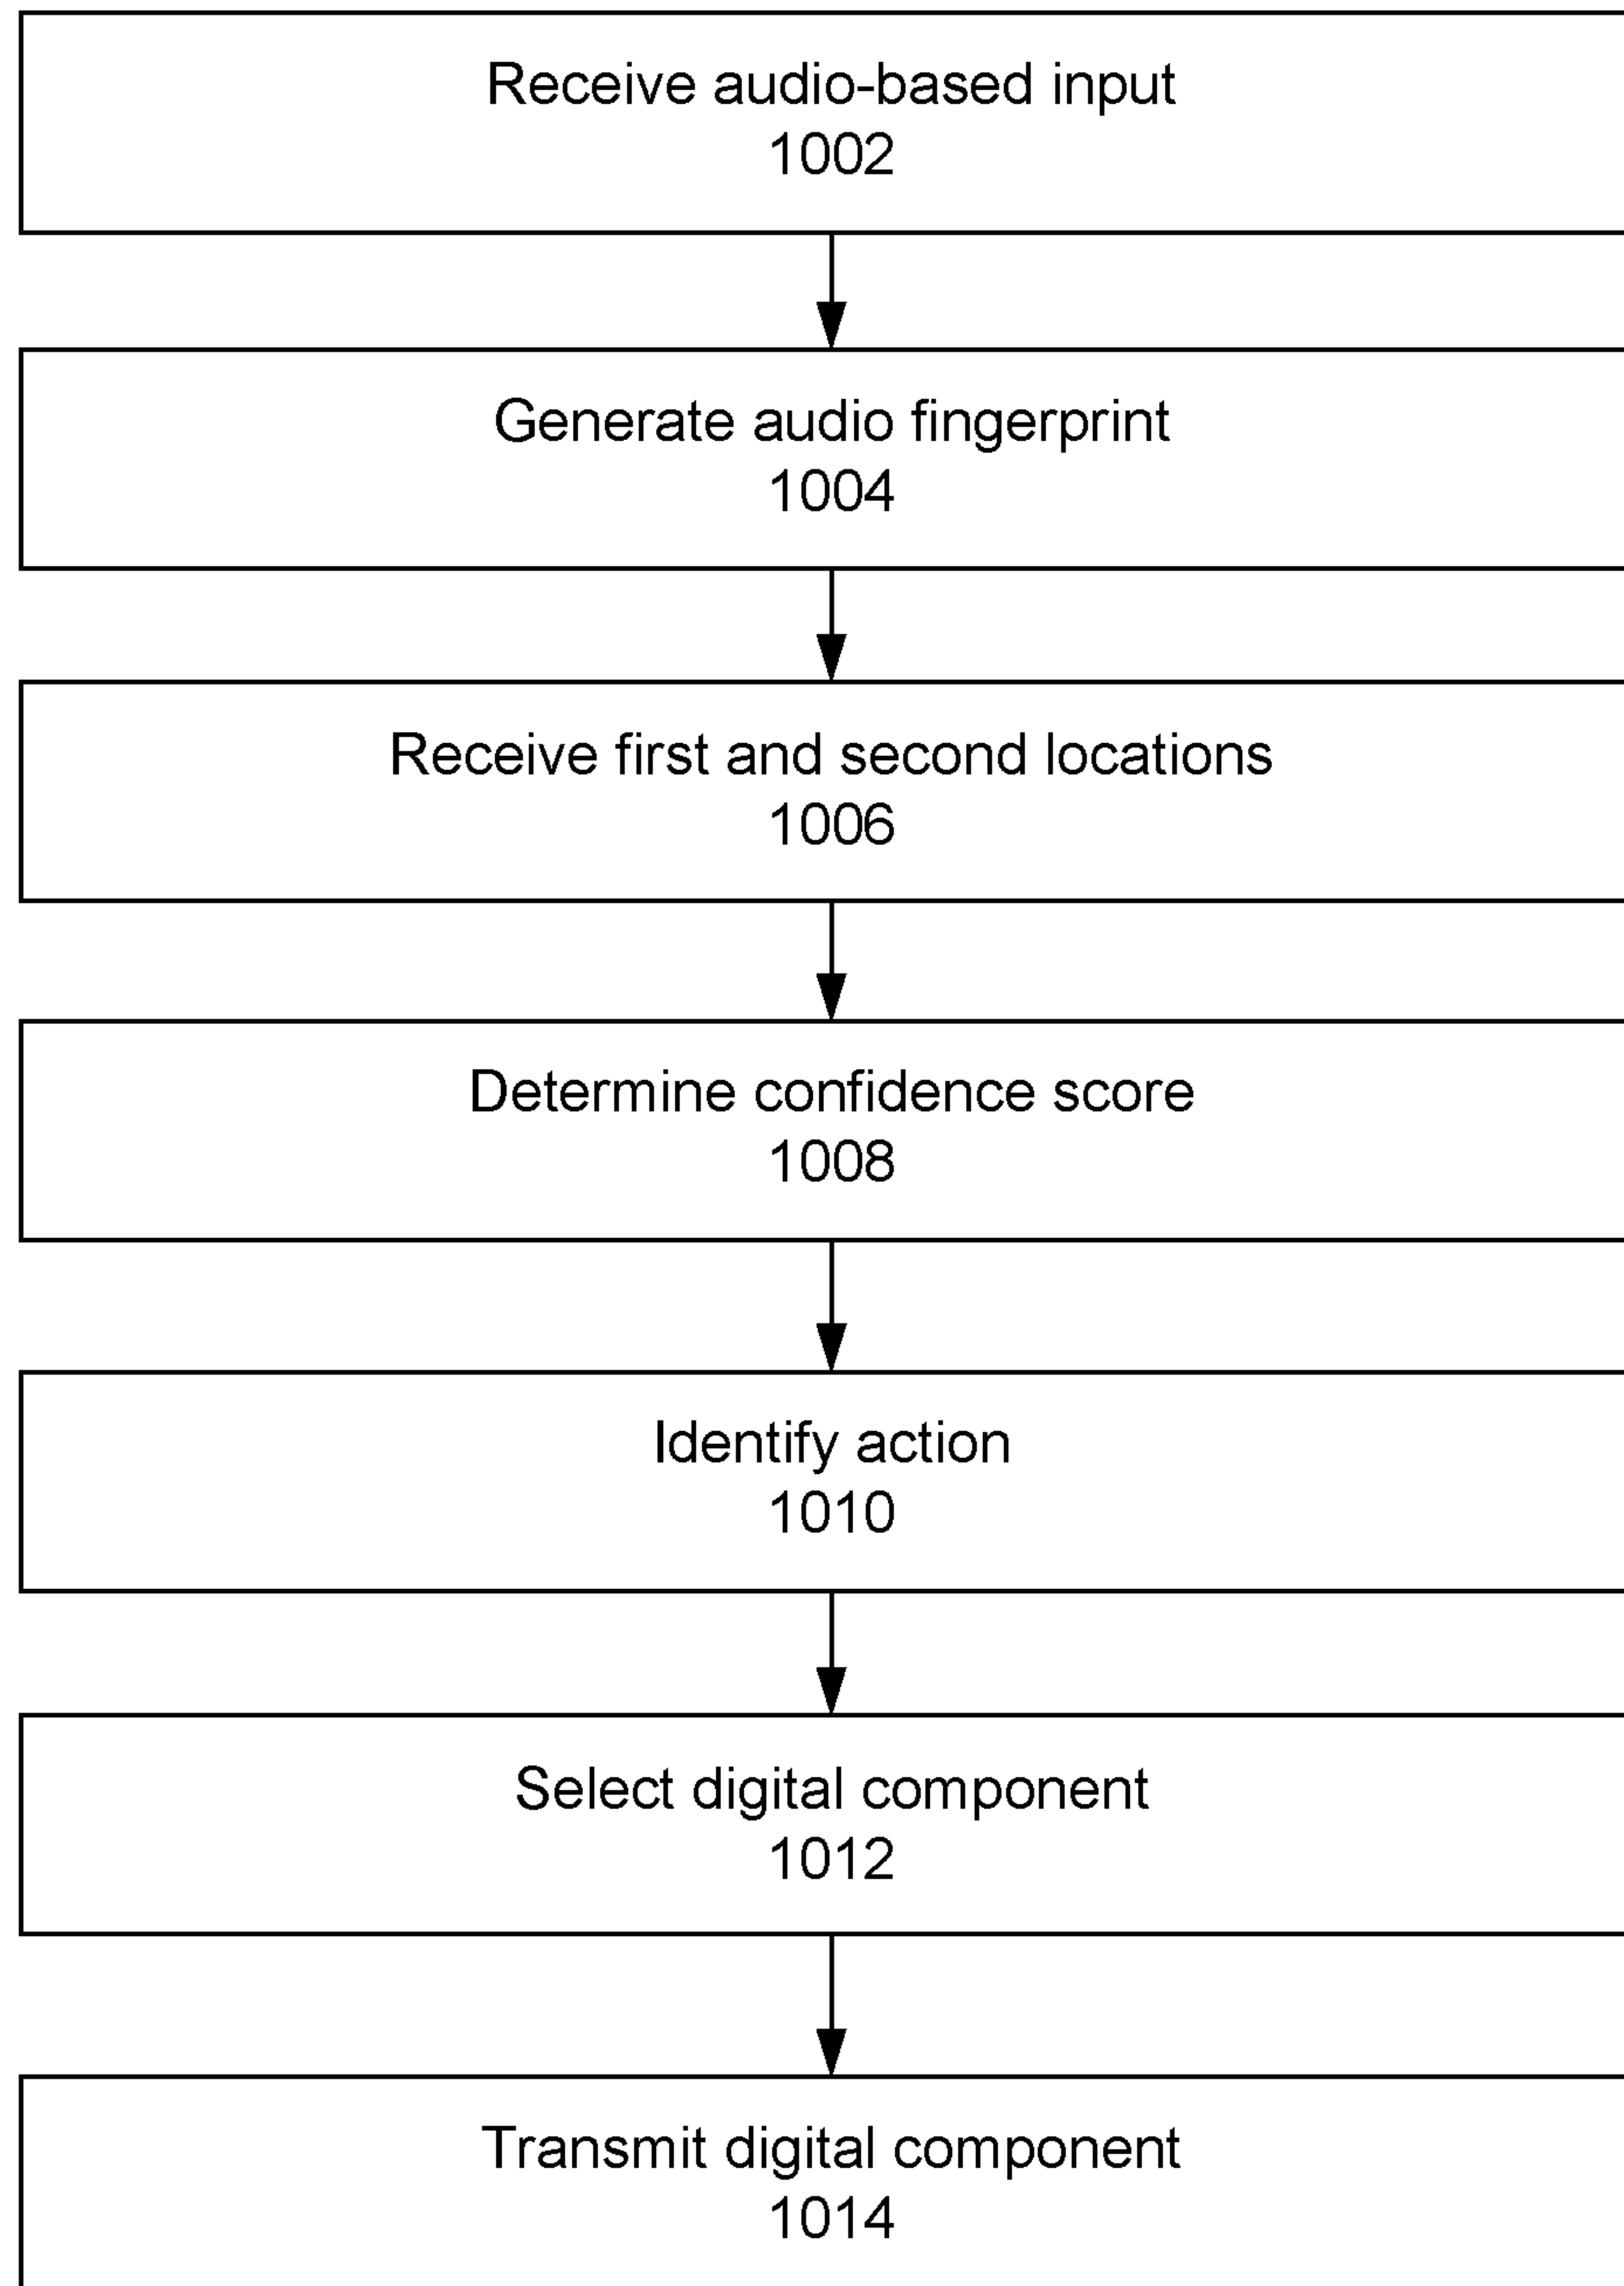 Receive audio-based input
1002
Generate audio fingerprint
1004
Receive first and second locations
1006
Determine confidence score
1008
Identify action
1010
Select digital component
1012
Transmit digital component
1014